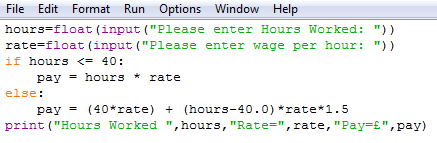 File Edit Format Run Options Window Help
hours=float(input("Please enter Hours Worked: "))
rate=float(input("Please enter wage per hour: "))
if hours <= 40:
    pay = hours * rate
else:
    pay = (40*rate) + (hours-40.0)*rate*1.5
print("Hours Worked ",hours,"Rate=",rate,"Pay=£",pay)